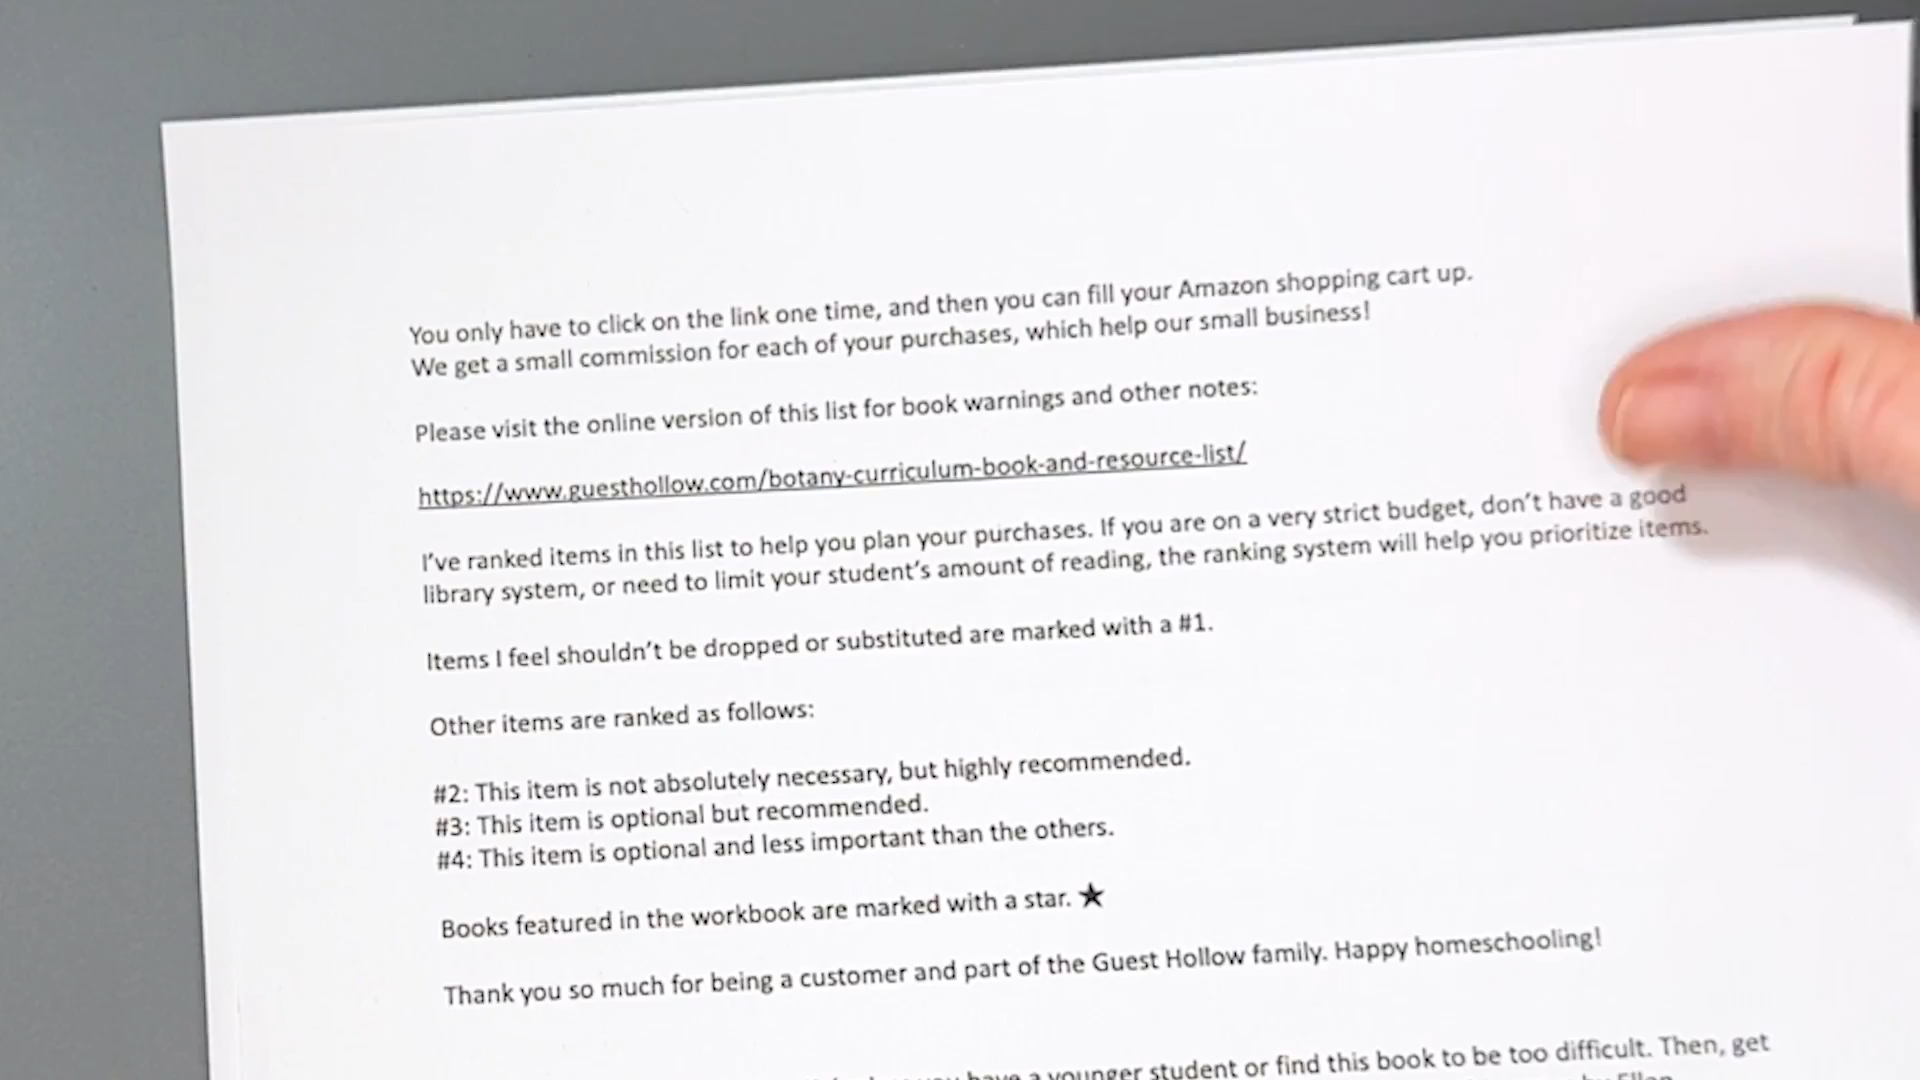 You only have to click on the link one time, and then you can fill your Amazon shopping cart up.
We get a small commission for each of your purchases, which help our small business!
Please visit the online version of this list for book warnings and other notes:
https://www.guesthollow.com/botany-curriculum-book-and-resource-list/
I've ranked items in this list to help you plan your purchases. If you are on a very strict budget, don't have a good
library system, or need to limit your student's amount of reading, the ranking system will help you prioritize items.
Items I feel shouldn't be dropped or substituted are marked with a #1.
Other items are ranked as follows:
#2: This item is not absolutely necessary, but highly recommended.
#3: This item is optional but recommended.
#4: This item is optional and less important than the others.
Books featured in the workbook are marked with a star. ★
Thank you so much for being a customer and part of the Guest Hollow family. Happy homeschooling!
you have a younger student or find this book to be too difficult. Then, get